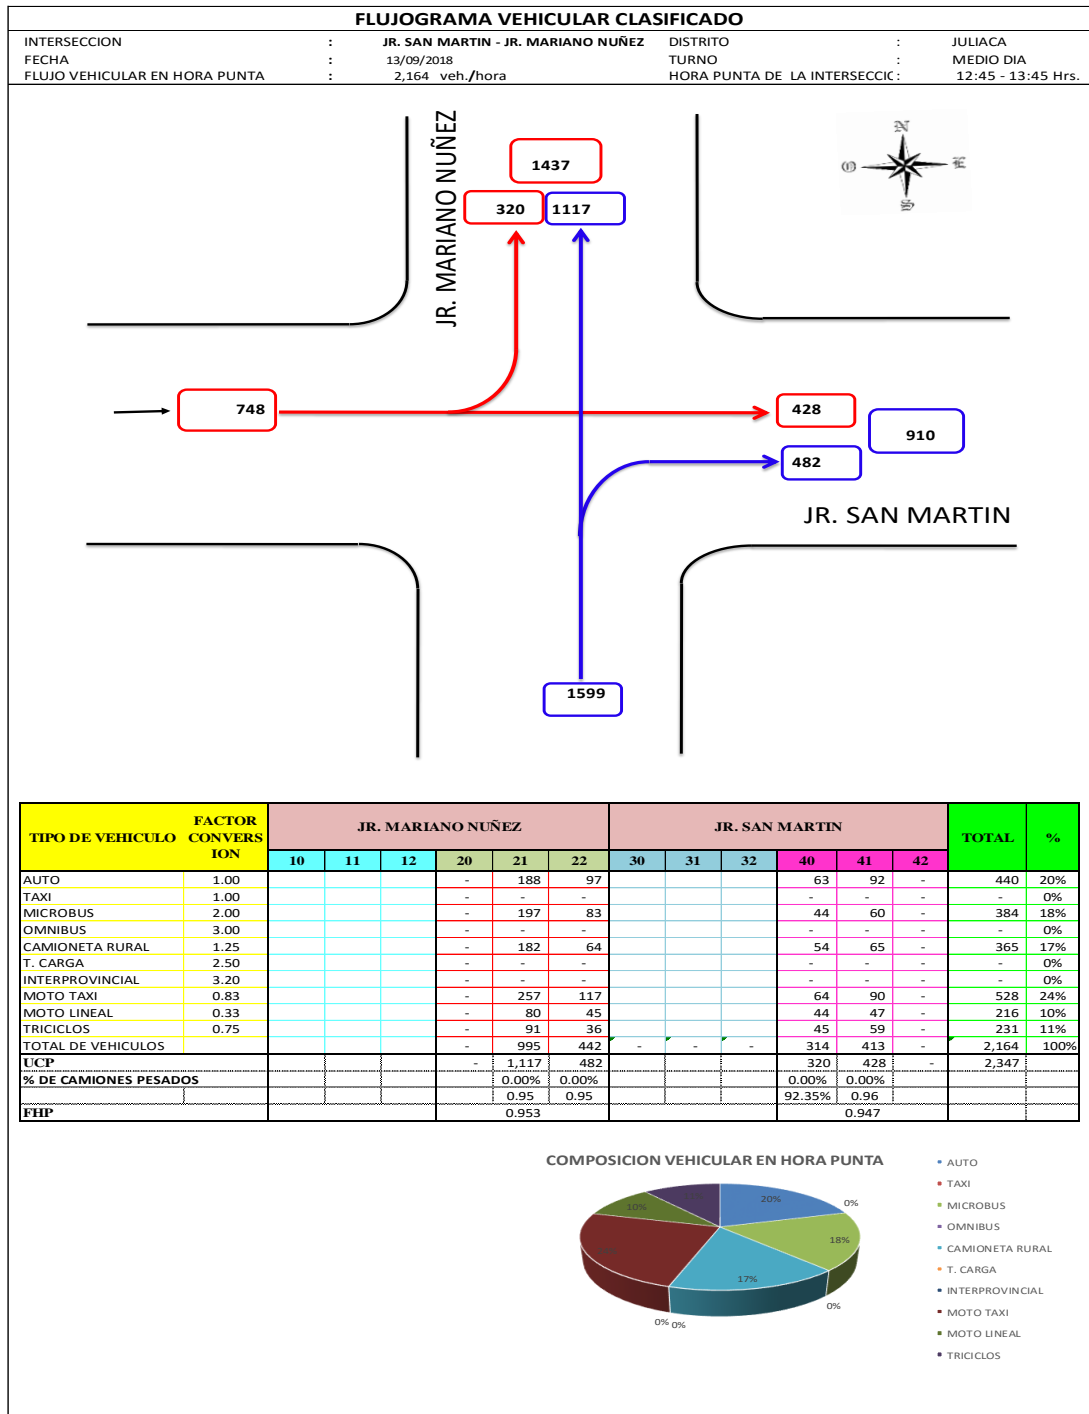 FLUJOGRAMA VEHICULAR CLASIFICADO
INTERSECCION : JR. SAN MARTIN - JR. MARIANO NUÑEZ DISTRITO : JULIACA
FECHA : 13/09/2018 TURNO : MEDIO DIA
FLUJO VEHICULAR EN HORA PUNTA : 2,164 veh./hora HORA PUNTA DE LA INTERSECCIC : 12:45 - 13:45 Hrs.
JR. MARIANO NUÑEZ
1437
320 1117
N
O E
S
748
428
910
482
JR. SAN MARTIN
1599
TIPO DE VEHICULO FACTOR CONVERS ION JR. MARIANO NUÑEZ JR. SAN MARTIN TOTAL %
10 11 12 20 21 22 30 31 32 40 41 42
AUTO 1.00 - 188 97 63 92 - 440 20%
TAXI 1.00 - - - - - - - 0%
MICROBUS 2.00 - 197 83 44 60 - 384 18%
OMNIBUS 3.00 - - - - - - - 0%
CAMIONETA RURAL 1.25 - 182 64 54 65 - 365 17%
T. CARGA 2.50 - - - - - - - 0%
INTERPROVINCIAL 3.20 - - - - - - - 0%
MOTO TAXI 0.83 - 257 117 64 90 - 528 24%
MOTO LINEAL 0.33 - 80 45 44 47 - 216 10%
TRICICLOS 0.75 - 91 36 45 59 - 231 11%
TOTAL DE VEHICULOS - 995 442 - - - 314 413 - 2,164 100%
UCP - 1,117 482 320 428 - 2,347
% DE CAMIONES PESADOS 0.00% 0.00% 0.00% 0.00%
0.95 0.95 92.35% 0.96
FHP 0.953 0.947
COMPOSICION VEHICULAR EN HORA PUNTA
20%
0%
18%
0%
17%
0%
0%
10%
AUTO
TAXI
MICROBUS
OMNIBUS
CAMIONETA RURAL
T. CARGA
INTERPROVINCIAL
MOTO TAXI
MOTO LINEAL
TRICICLOS